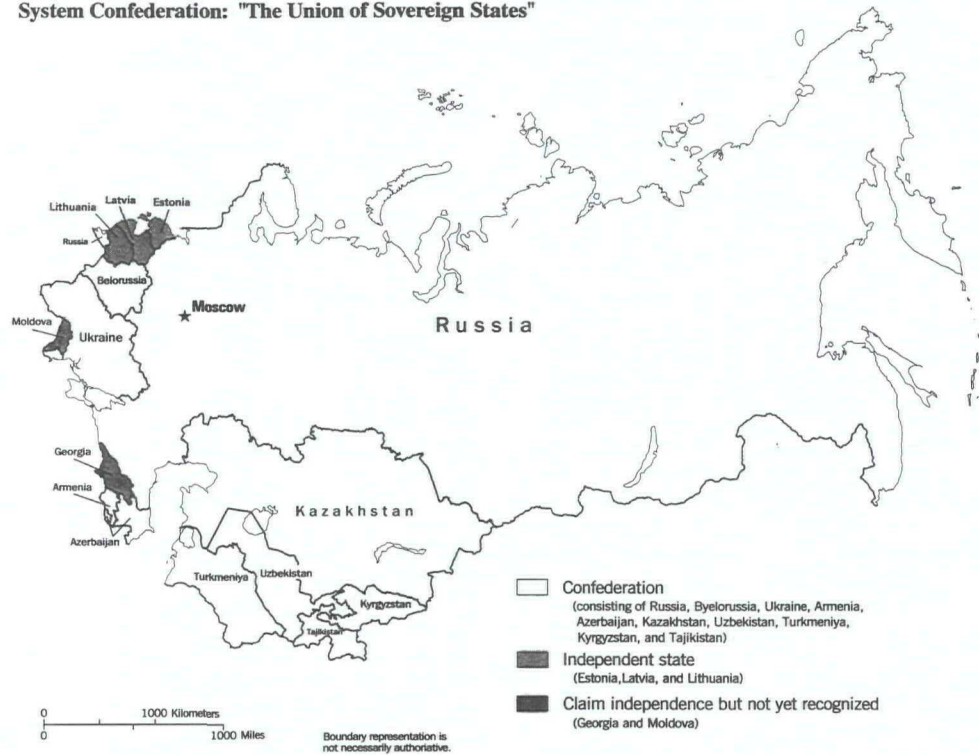 System Confederation: "The Union of Sovereign States"
Latvia
Lithuania
Estonia
Russia
Belorussia
Moscow
Moldova
Ukraine
Russia
Georgia
Armenia
Azerbaijan
Kazakhstan
Turkmeniya
Uzbekistan
Kyrgyzstan
Tajikistan
Confederation
(consisting of Russia, Byelorussia, Ukraine, Armenia,
Azerbaijan, Kazakhstan, Uzbekistan, Turkmeniya,
Kyrgyzstan, and Tajikistan)
Independent state
(Estonia,Latvia, and Lithuania)
Claim independence but not yet recognized
(Georgia and Moldova)
0 1000 Kilometers
0 1000 Miles
Boundary representation is
not necessarily authoritative.